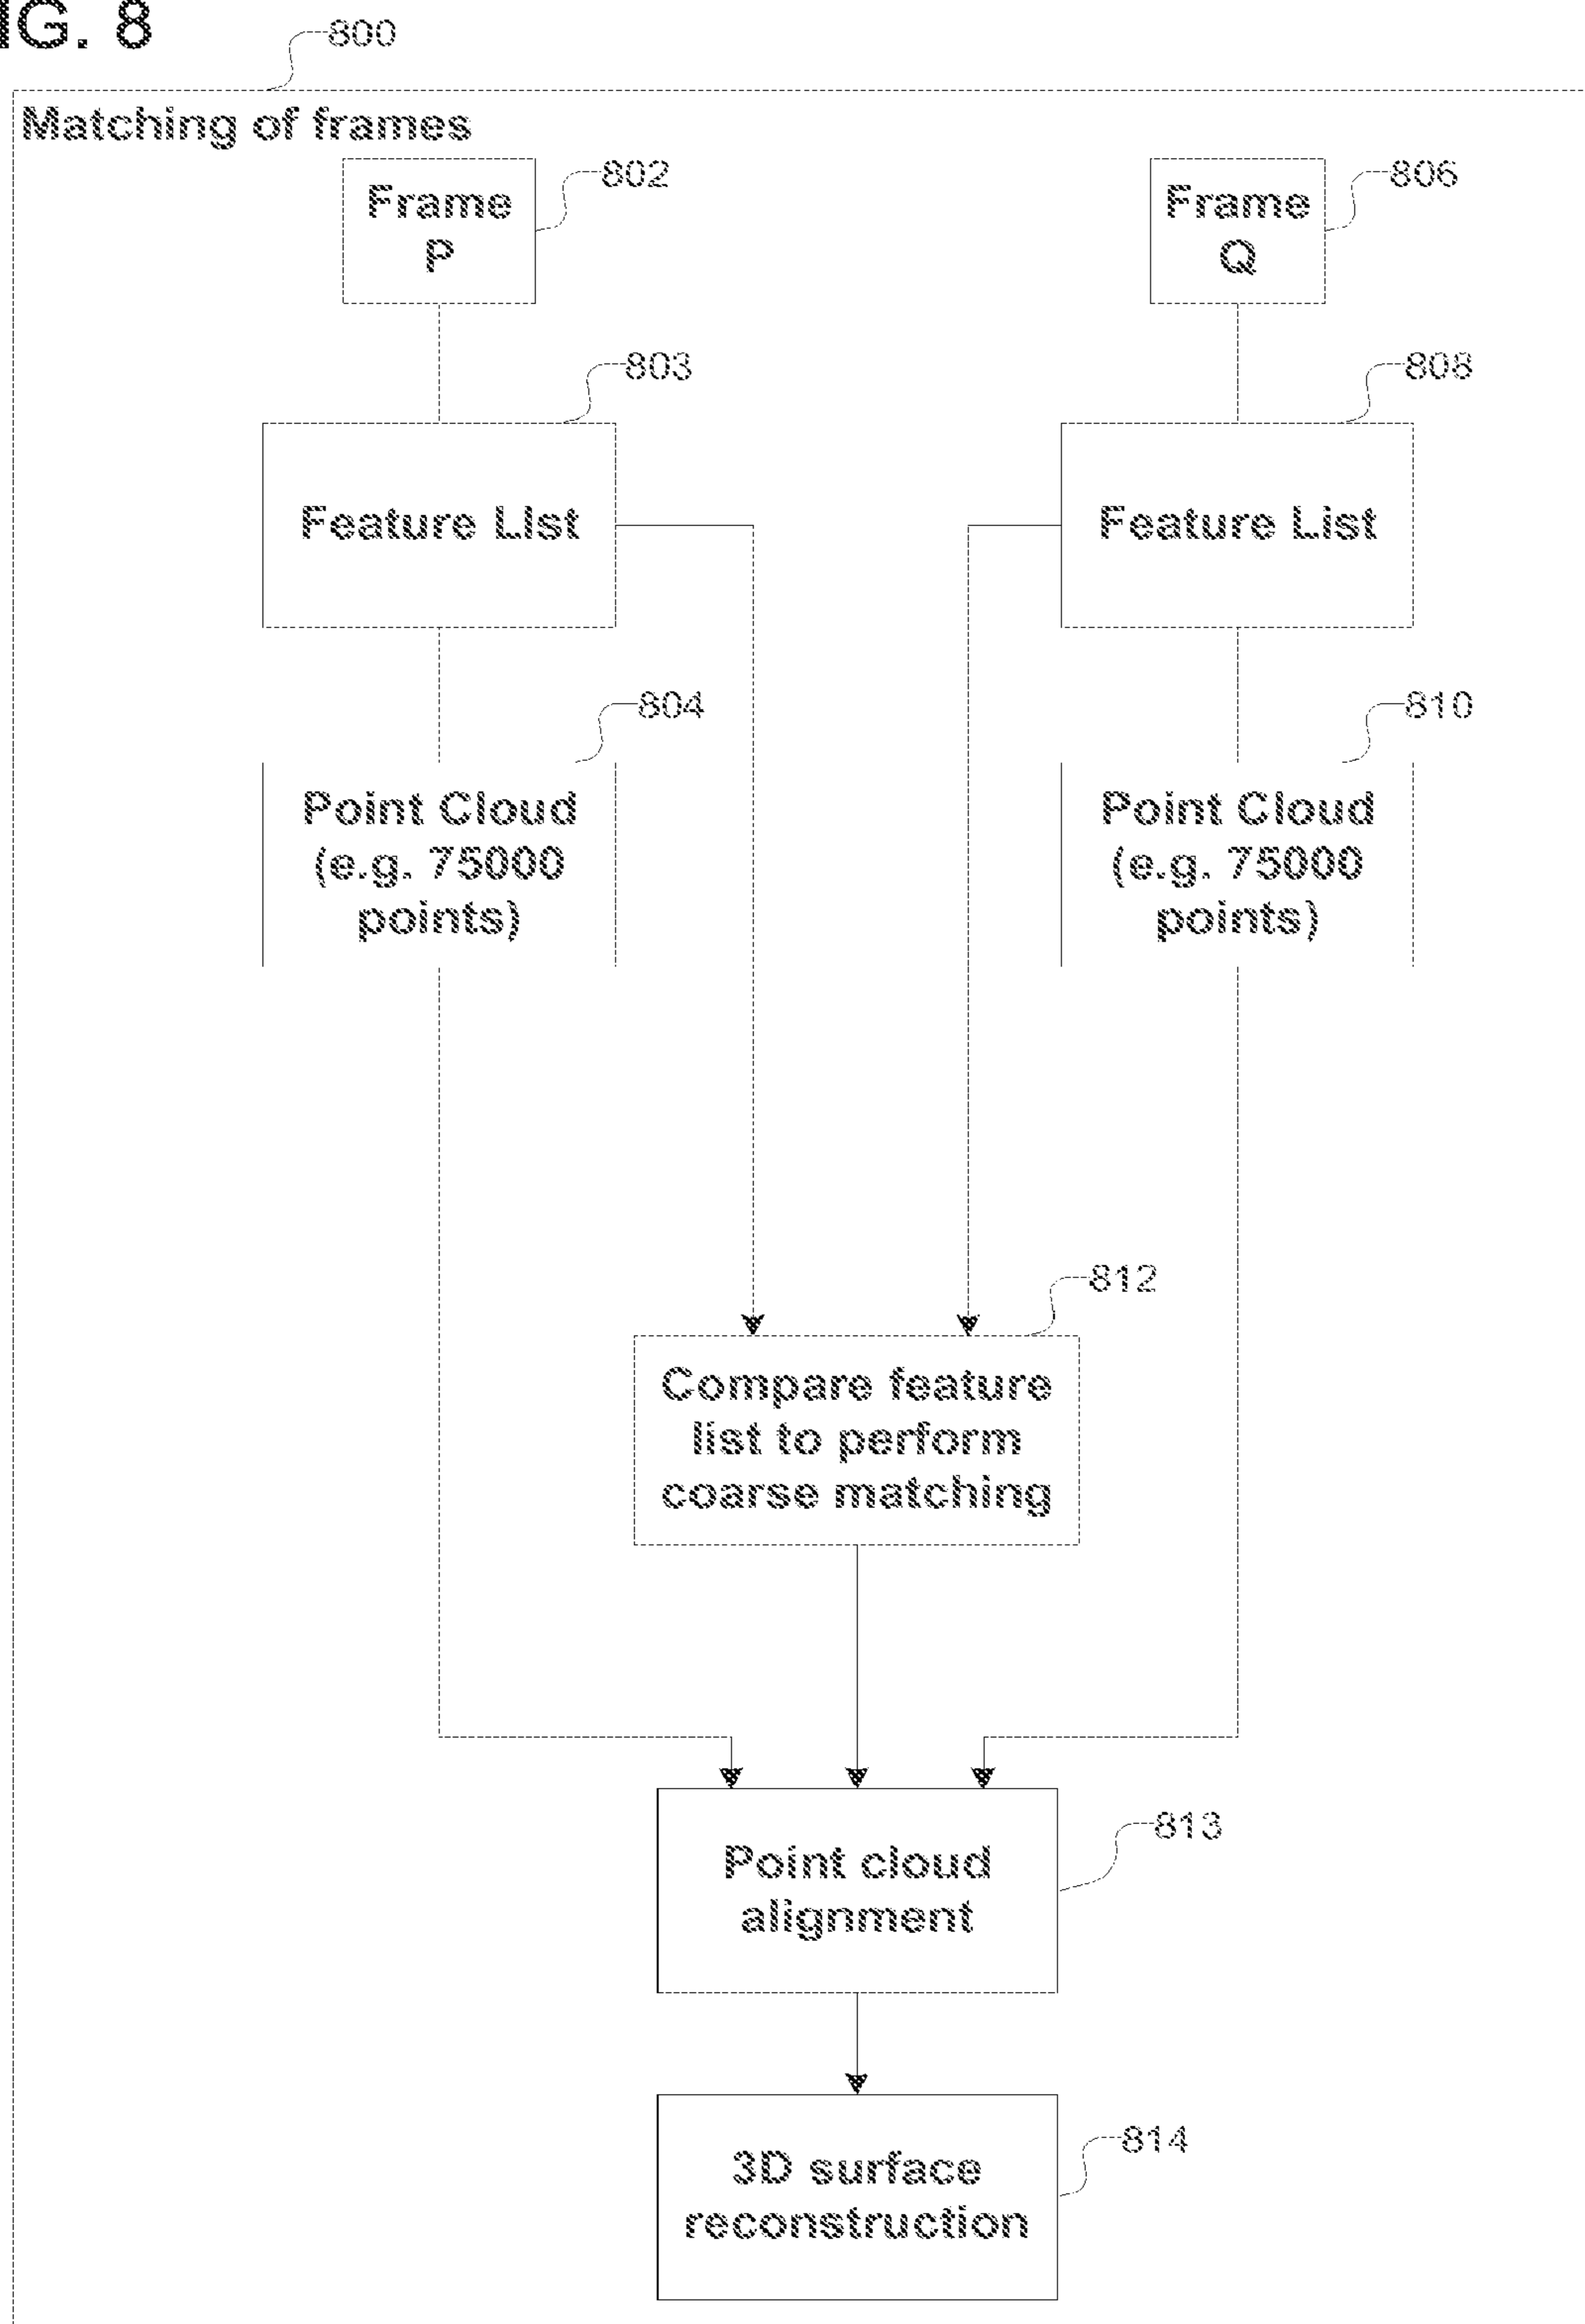 IG. 8
800
Matching of frames
Frame
P
802
Frame
Q
806
803
Feature LIst
808
Feature List
804
Point Cloud
(e.g. 75000
points)
810
Point Cloud
(e.g. 75000
points)
812
Compare feature
list to perform
coarse matching
813
Point cloud
alignment
814
3D surface
reconstruction